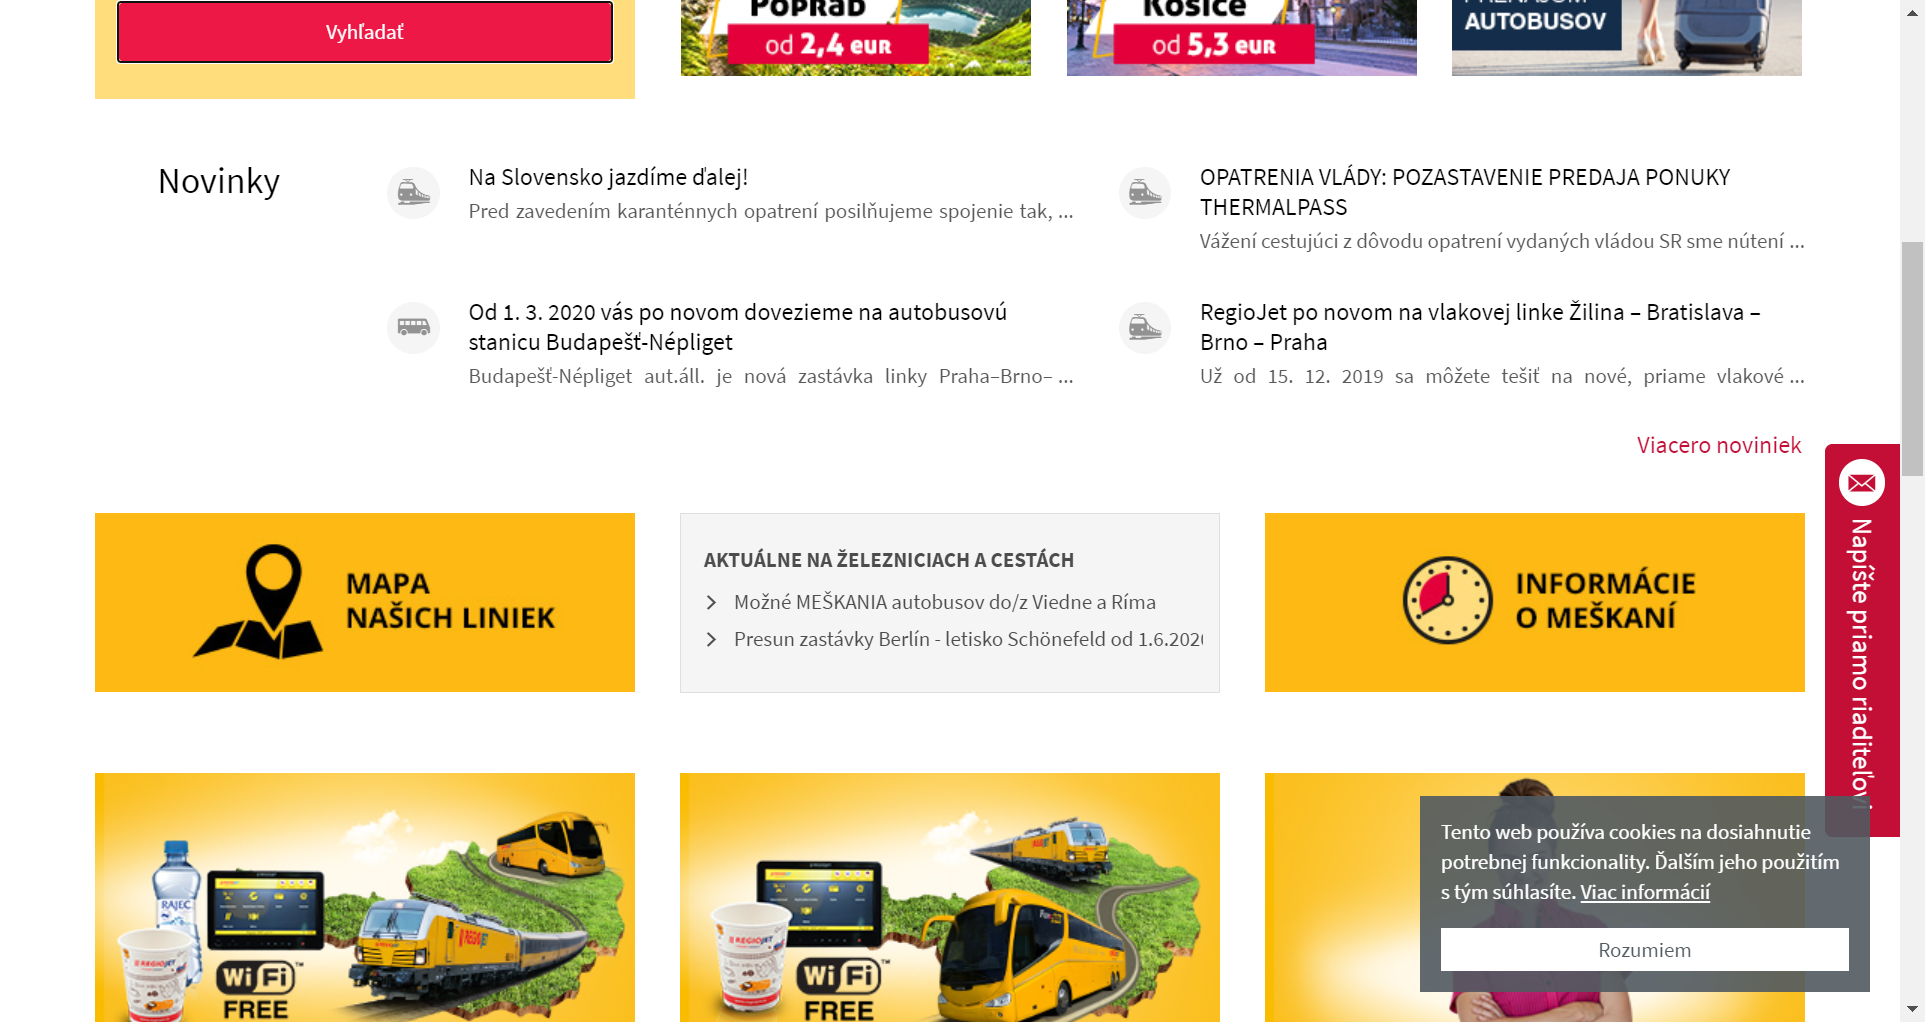 Vyhľadať
POPRAD
od 2,4 EUR
KOŠICE
od 5,3 EUR
AUTOBUSOV
Novinky
Na Slovensko jazdíme ďalej!
Pred zavedením karanténnych opatrení posilňujeme spojenie tak, ...
OPATRENIA VLÁDY: POZASTAVENIE PREDAJA PONUKY
THERMALPASS
Vážení cestujúci z dôvodu opatrení vydaných vládou SR sme nútení ...
Od 1. 3. 2020 vás po novom dovezieme na autobusovú
stanicu Budapešť-Népliget
Budapešť-Népliget aut.áll. je nová zastávka linky Praha–Brno– ...
RegioJet po novom na vlakovej linke Žilina – Bratislava –
Brno – Praha
Už od 15. 12. 2019 sa môžete tešiť na nové, priame vlakové ...
Viacero noviniek
Napíšte priamo riaditeľovi
MAPA
NAŠICH LINIEK
AKTUÁLNE NA ŽELEZNICIACH A CESTÁCH
Možné MEŠKANIA autobusov do/z Viedne a Ríma
Presun zastávky Berlín - letisko Schönefeld od 1.6.2020
INFORMÁCIE
O MEŠKANÍ
RAJEC
REGIOJET
REGIOJET
WiFi™
FREE
REGIOJET
WiFi™
FREE
Tento web používa cookies na dosiahnutie
potrebnej funkcionality. Ďalším jeho použitím
s tým súhlasíte. Viac informácií
Rozumiem